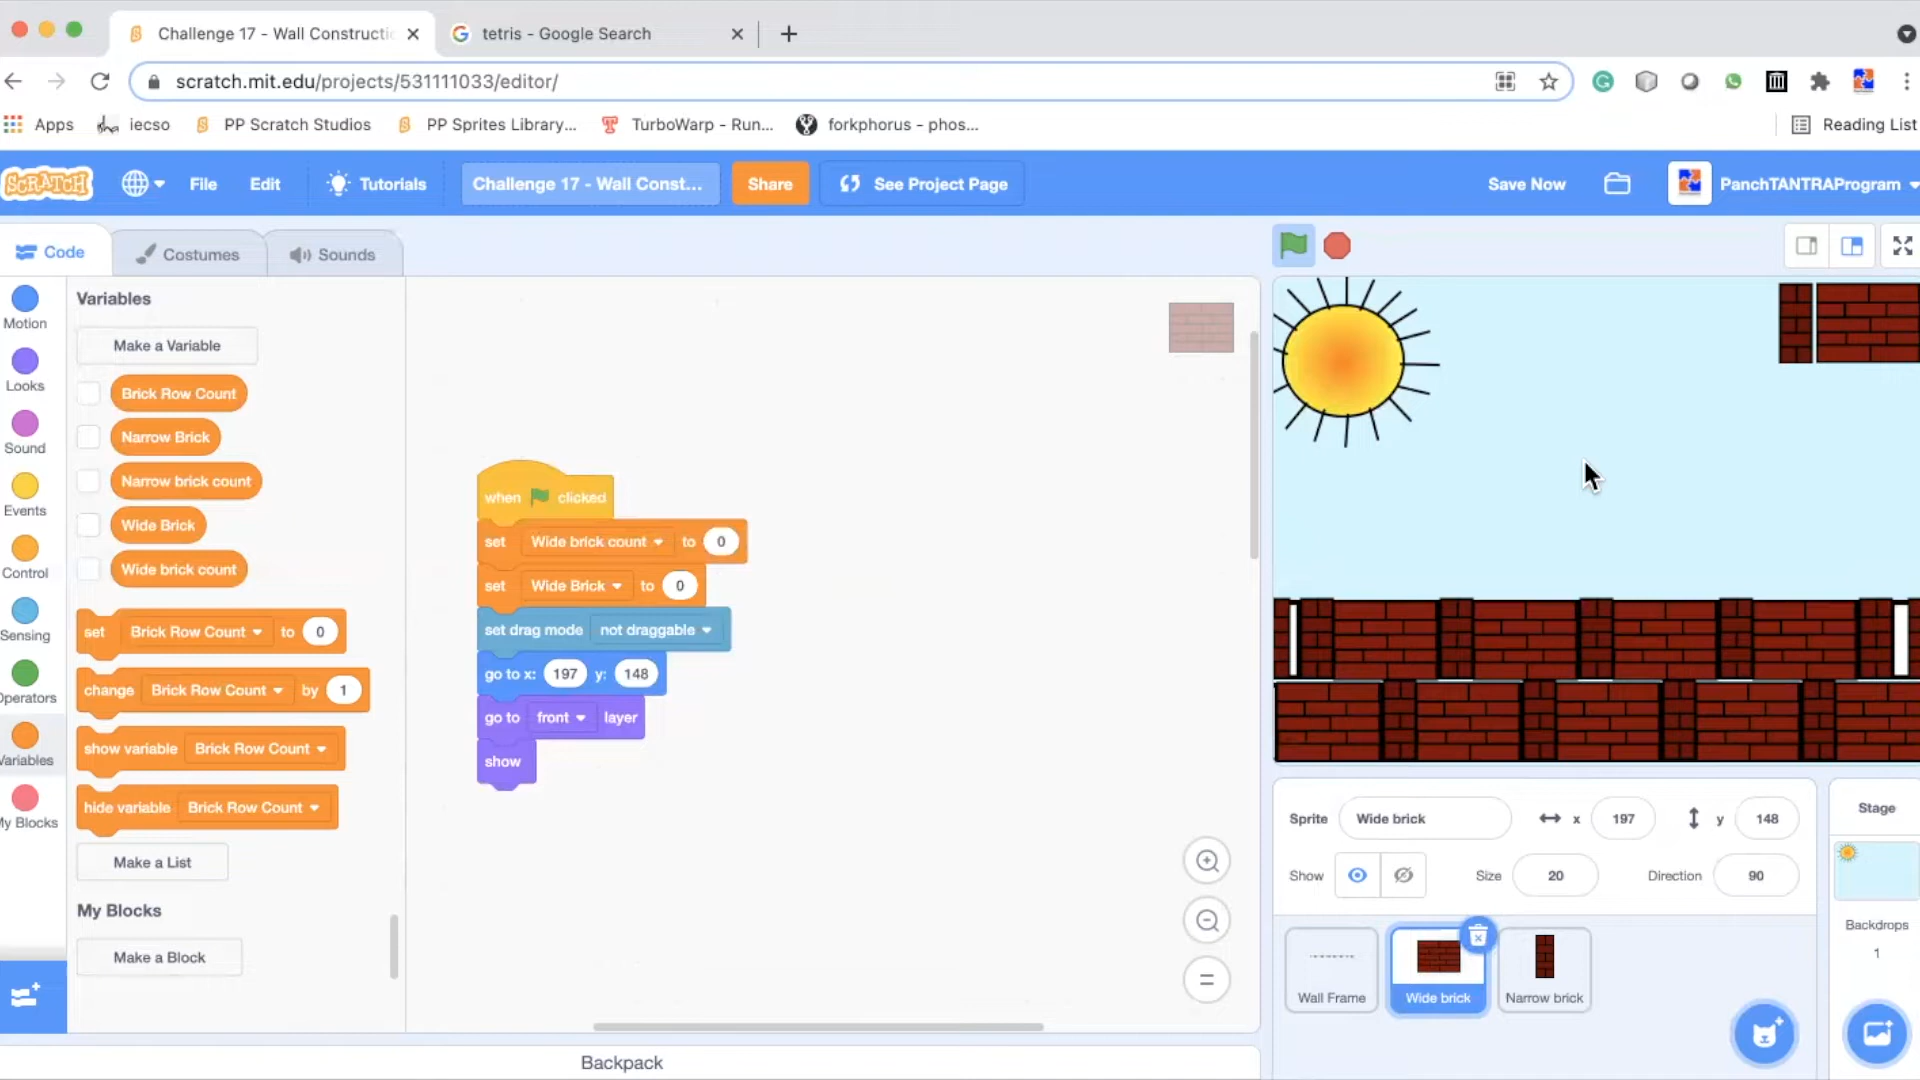 Challenge 17 - Wall Constructi
tetris - Google Search
scratch.mit.edu/projects/531111033/editor/
Apps
iecso
PP Scratch Studios
PP Sprites Library...
TurboWarp - Run...
forkphorus - phos...
Reading List
SCRATCH
File
Edit
Tutorials
Challenge 17 - Wall Const...
Share
See Project Page
Save Now
PanchTANTRAProgram
Code
Costumes
Sounds
Motion
Looks
Sound
Events
Control
Sensing
Operators
Variables
My Blocks
Variables
Make a Variable
Brick Row Count
Narrow Brick
Narrow brick count
Wide Brick
Wide brick count
set Brick Row Count to 0
change Brick Row Count by 1
show variable Brick Row Count
hide variable Brick Row Count
Make a List
My Blocks
Make a Block
when clicked
set Wide brick count to 0
set Wide Brick to 0
set drag mode not draggable
go to x: 197 y: 148
go to front layer
show
Backpack
Sprite Wide brick x 197 y 148
Show Size 20 Direction 90
Wall Frame
Wide brick
Narrow brick
Stage
Backdrops
1